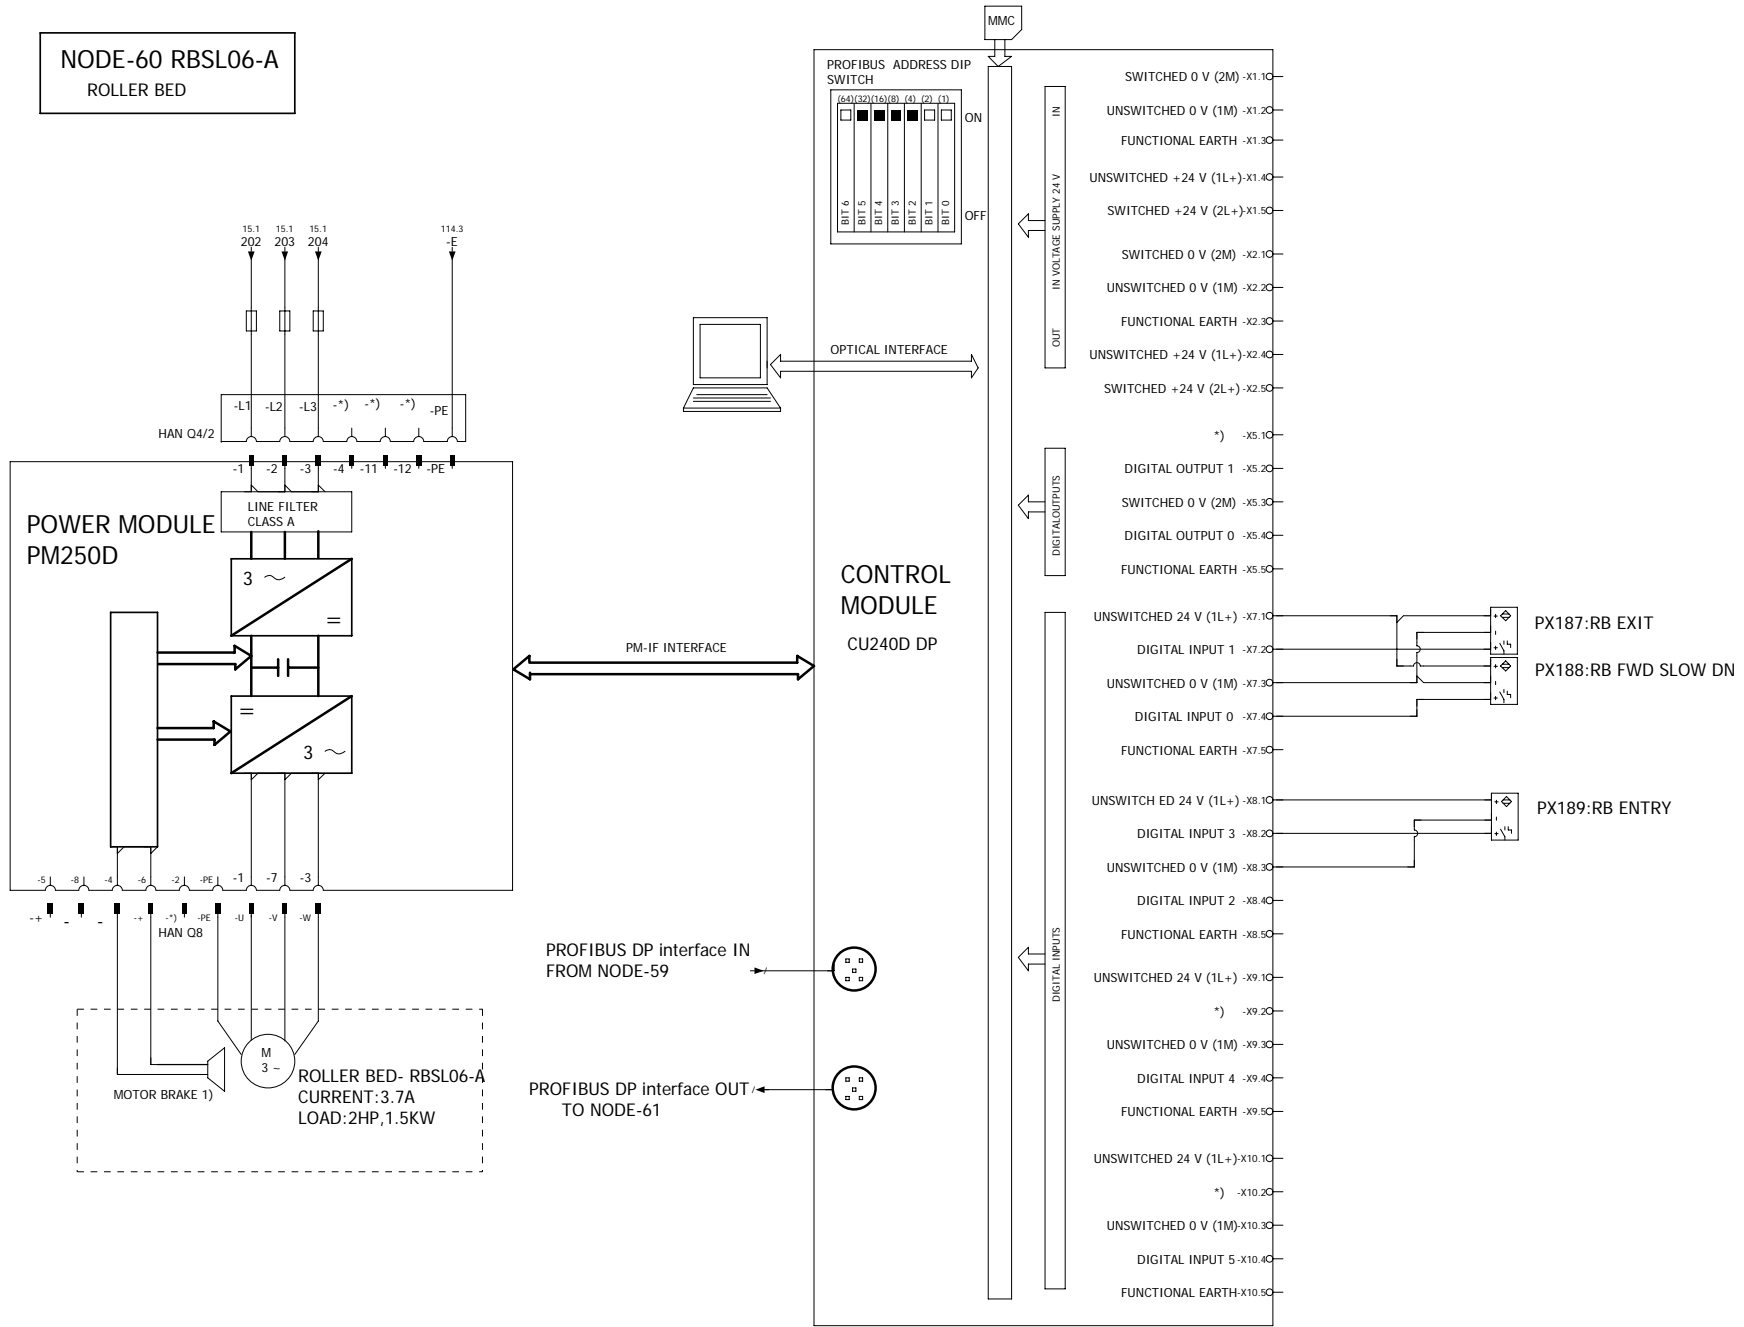 NODE-60 RBSL06-A
ROLLER BED
15.1 15.1 15.1 114.3
202 203 204 -E
-L1 -L2 -L3 -*) -*) -*) -PE
HAN Q4/2
-1 -2 -3 -4 -11 -12 -PE
LINE FILTER
CLASS A
POWER MODULE
PM250D
3 ~
=
=
3 ~
-5 -8 -4 -6 -2 -PE -1 -7 -3
-+ - - -+ -*) -PE -U -V -W
HAN Q8
M
3 ~
MOTOR BRAKE 1)
ROLLER BED- RBSL06-A
CURRENT:3.7A
LOAD:2HP,1.5KW
PM-IF INTERFACE
OPTICAL INTERFACE
MMC
PROFIBUS ADDRESS DIP
SWITCH
(64)(32)(16)(8) (4) (2) (1)
ON
BIT 6 BIT 5 BIT 4 BIT 3 BIT 2 BIT 1 BIT 0
OFF
CONTROL
MODULE
CU240D DP
PROFIBUS DP interface IN
FROM NODE-59
PROFIBUS DP interface OUT
TO NODE-61
IN
IN VOLTAGE SUPPLY 24 V
OUT
DIGITALOUTPUTS
DIGITAL INPUTS
SWITCHED 0 V (2M) -X1.1
UNSWITCHED 0 V (1M) -X1.2
FUNCTIONAL EARTH -X1.3
UNSWITCHED +24 V (1L+)-X1.4
SWITCHED +24 V (2L+)-X1.5
SWITCHED 0 V (2M) -X2.1
UNSWITCHED 0 V (1M) -X2.2
FUNCTIONAL EARTH -X2.3
UNSWITCHED +24 V (1L+)-X2.4
SWITCHED +24 V (2L+)-X2.5
*) -X5.1
DIGITAL OUTPUT 1 -X5.2
SWITCHED 0 V (2M) -X5.3
DIGITAL OUTPUT 0 -X5.4
FUNCTIONAL EARTH -X5.5
UNSWITCHED 24 V (1L+) -X7.1
DIGITAL INPUT 1 -X7.2
UNSWITCHED 0 V (1M) -X7.3
DIGITAL INPUT 0 -X7.4
FUNCTIONAL EARTH -X7.5
UNSWITCH ED 24 V (1L+) -X8.1
DIGITAL INPUT 3 -X8.2
UNSWITCHED 0 V (1M) -X8.3
DIGITAL INPUT 2 -X8.4
FUNCTIONAL EARTH -X8.5
UNSWITCHED 24 V (1L+) -X9.1
*) -X9.2
UNSWITCHED 0 V (1M) -X9.3
DIGITAL INPUT 4 -X9.4
FUNCTIONAL EARTH -X9.5
UNSWITCHED 24 V (1L+)-X10.1
*) -X10.2
UNSWITCHED 0 V (1M)-X10.3
DIGITAL INPUT 5 -X10.4
FUNCTIONAL EARTH-X10.5
PX187:RB EXIT
PX188:RB FWD SLOW DN
PX189:RB ENTRY